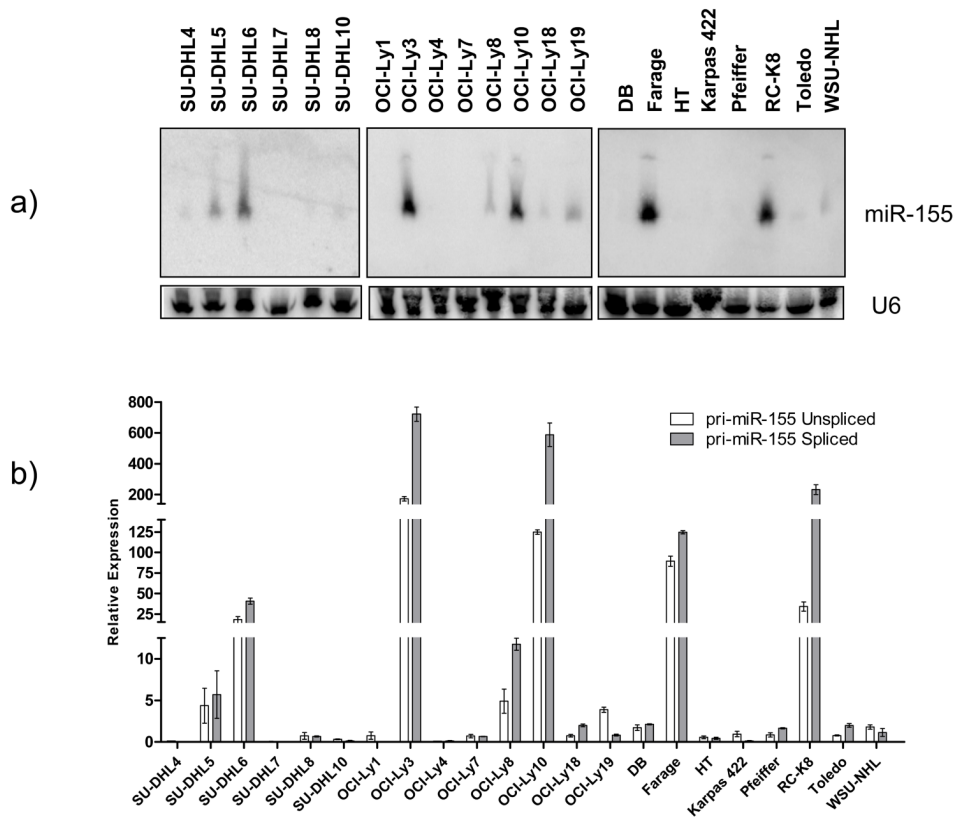 SU-DHL4
SU-DHL5
SU-DHL6
SU-DHL7
SU-DHL8
SU-DHL10
OCI-Ly1
OCI-Ly3
OCI-Ly4
OCI-Ly7
OCI-Ly8
OCI-Ly10
OCI-Ly18
OCI-Ly19
DB
Farage
HT
Karpas 422
Pfeiffer
RC-K8
Toledo
WSU-NHL
a)
miR-155
U6
b)
Relative Expression
800
600
400
200
125
100
75
50
25
10
5
0
pri-miR-155 Unspliced
pri-miR-155 Spliced
SU-DHL4
SU-DHL5
SU-DHL6
SU-DHL7
SU-DHL8
SU-DHL10
OCI-Ly1
OCI-Ly3
OCI-Ly4
OCI-Ly7
OCI-Ly8
OCI-Ly10
OCI-Ly18
OCI-Ly19
DB
Farage
HT
Karpas 422
Pfeiffer
RC-K8
Toledo
WSU-NHL